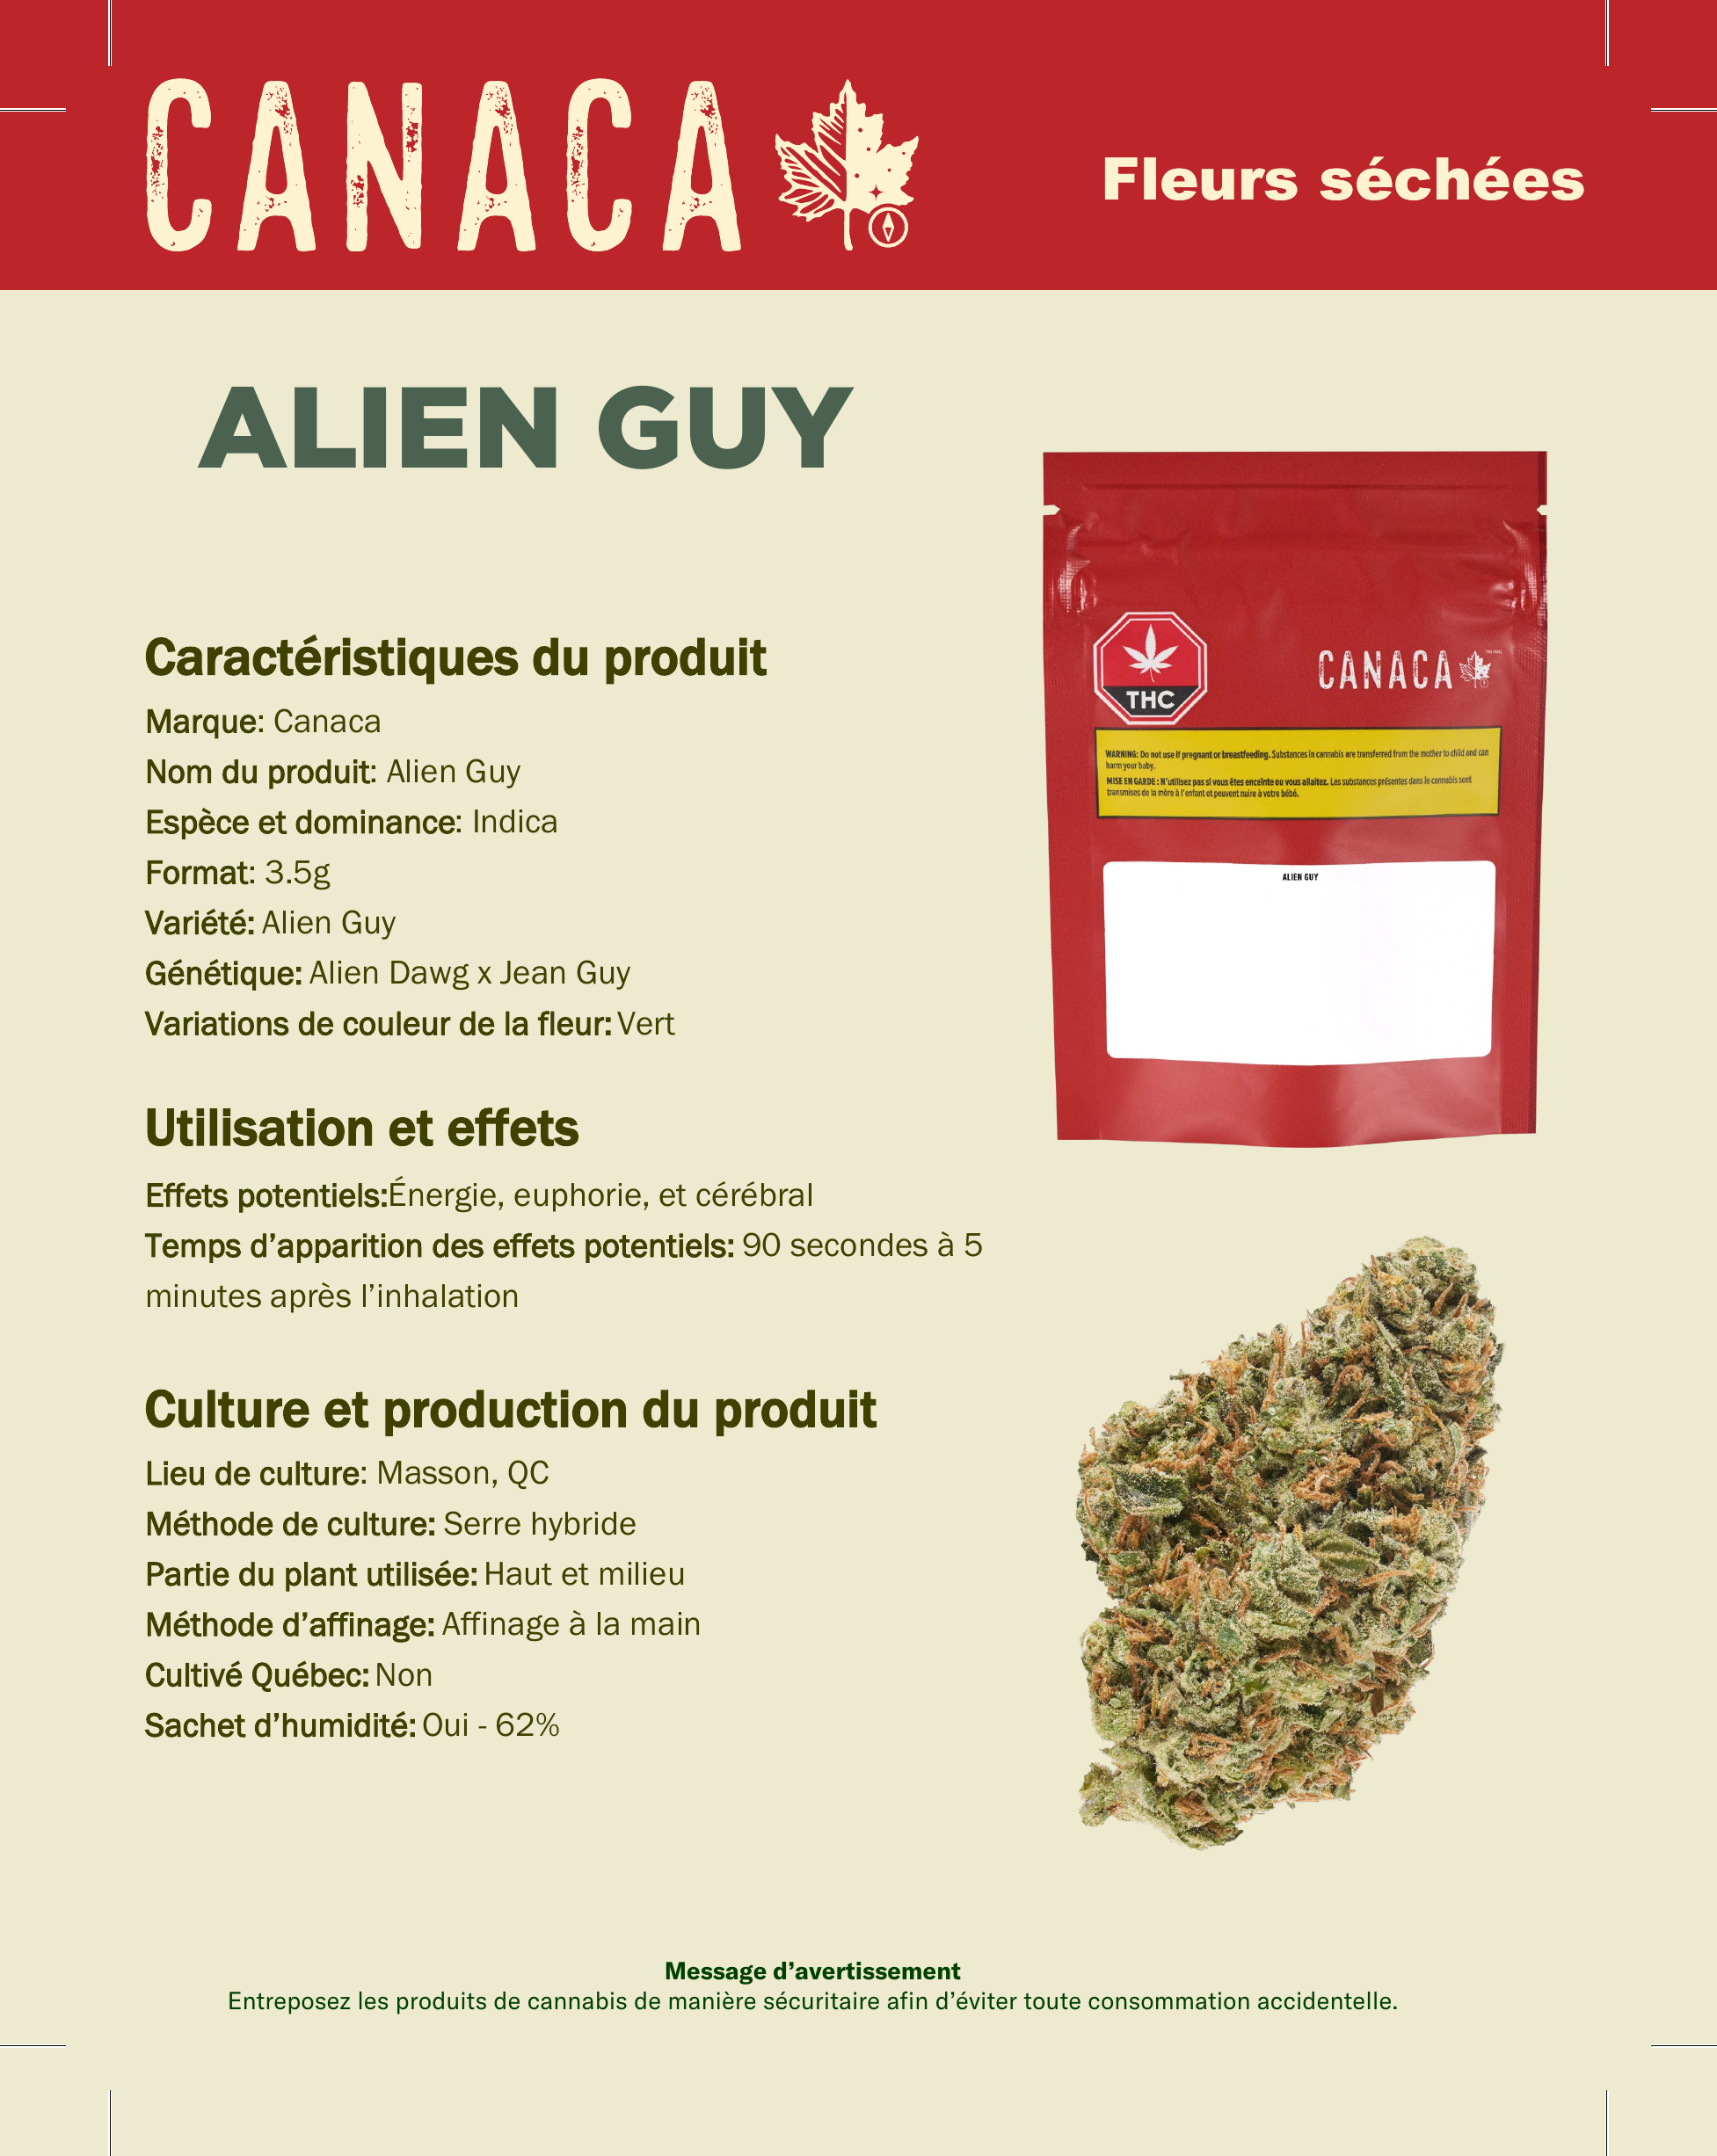 CANACA
Fleurs séchées
ALIEN GUY
Caractéristiques du produit
Marque: Canaca
Nom du produit: Alien Guy
Espèce et dominance: Indica
Format: 3.5g
Variété: Alien Guy
Génétique: Alien Dawg x Jean Guy
Variations de couleur de la fleur: Vert
Utilisation et effets
Effets potentiels:Énergie, euphorie, et cérébral
Temps d’apparition des effets potentiels: 90 secondes à 5
minutes après l’inhalation
Culture et production du produit
Lieu de culture: Masson, QC
Méthode de culture: Serre hybride
Partie du plant utilisée: Haut et milieu
Méthode d’affinage: Affinage à la main
Cultivé Québec: Non
Sachet d’humidité: Oui - 62%
THC
CANACA
WARNING: Do not use if pregnant or breastfeeding. Substances in cannabis are transferred from the mother to child and can
harm your baby.
MISE EN GARDE : N'utilisez pas si vous êtes enceinte ou vous allaitez. Les substances présentes dans le cannabis sont
transmises de la mère à l'enfant et peuvent nuire à votre bébé.
ALIEN GUY
Message d’avertissement
Entreposez les produits de cannabis de manière sécuritaire afin d’éviter toute consommation accidentelle.